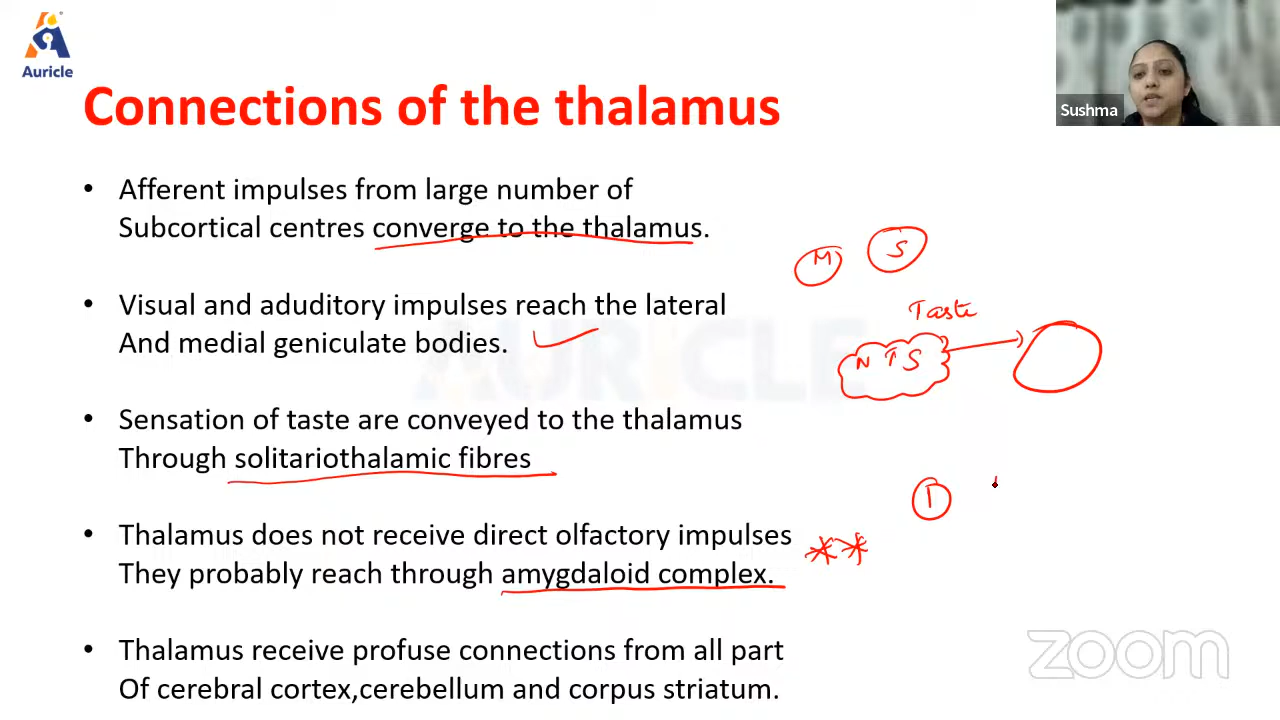 Auricle
Sushma
Connections of the thalamus
• Afferent impulses from large number of
Subcortical centres converge to the thalamus.
M S
• Visual and aduditory impulses reach the lateral
And medial geniculate bodies.
Taste
NTS
• Sensation of taste are conveyed to the thalamus
Through solitariothalamic fibres
1
• Thalamus does not receive direct olfactory impulses
They probably reach through amygdaloid complex.
**
• Thalamus receive profuse connections from all part
Of cerebral cortex,cerebellum and corpus striatum.
AURICLE
zoom